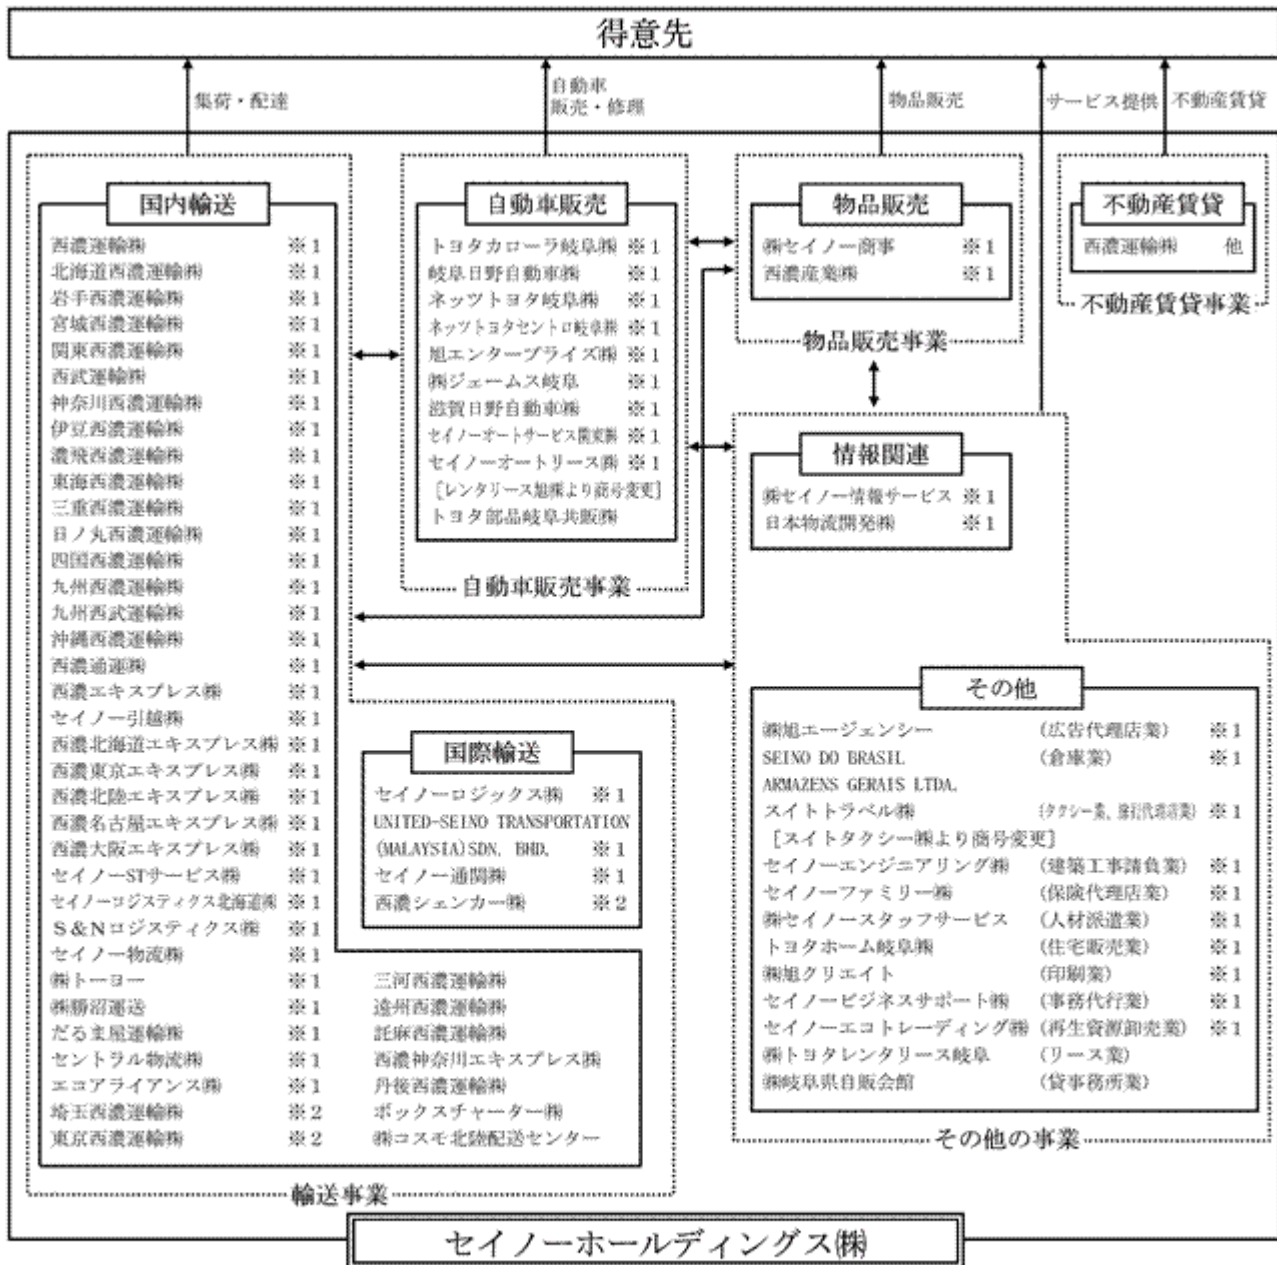 得意先
集荷・配達
自動車
販売・修理
物品販売
サービス提供
不動産賃貸
国内輸送
西濃運輸㈱ ※1
北海道西濃運輸㈱ ※1
岩手西濃運輸㈱ ※1
宮城西濃運輸㈱ ※1
関東西濃運輸㈱ ※1
西武運輸㈱ ※1
神奈川西濃運輸㈱ ※1
伊豆西濃運輸㈱ ※1
濃飛西濃運輸㈱ ※1
東海西濃運輸㈱ ※1
三重西濃運輸㈱ ※1
日ノ丸西濃運輸㈱ ※1
四国西濃運輸㈱ ※1
九州西濃運輸㈱ ※1
九州西武運輸㈱ ※1
沖縄西濃運輸㈱ ※1
西濃通運㈱ ※1
西濃エキスプレス㈱ ※1
セイノー引越㈱ ※1
西濃北海道エキスプレス㈱ ※1
西濃東京エキスプレス㈱ ※1
西濃北陸エキスプレス㈱ ※1
西濃名古屋エキスプレス㈱ ※1
西濃大阪エキスプレス㈱ ※1
セイノーSTサービス㈱ ※1
セイノーロジスティクス北海道㈱ ※1
S&Nロジスティクス㈱ ※1
セイノー物流㈱ ※1
㈱トーヨー ※1
㈱勝沼運送 ※1
だるま屋運輸㈱ ※1
セントラル物流㈱ ※1
エコアライアンス㈱ ※1
埼玉西濃運輸㈱ ※2
東京西濃運輸㈱ ※2
三河西濃運輸㈱
遠州西濃運輸㈱
託麻西濃運輸㈱
西濃神奈川エキスプレス㈱
丹後西濃運輸㈱
ボックスチャーター㈱
㈱コスモ北陸配送センター
国際輸送
セイノーロジックス㈱ ※1
UNITED-SEINO TRANSPORTATION
(MALAYSIA)SDN. BHD. ※1
セイノー通関㈱ ※1
西濃シェンカー㈱ ※2
輸送事業
自動車販売
トヨタカローラ岐阜㈱ ※1
岐阜日野自動車㈱ ※1
ネッツトヨタ岐阜㈱ ※1
ネッツトヨタセントロ岐阜㈱ ※1
旭エンタープライズ㈱ ※1
㈱ジェームス岐阜 ※1
滋賀日野自動車㈱ ※1
セイノーオートサービス関東㈱ ※1
セイノーオートリース㈱ ※1
[レンタリース旭㈱より商号変更]
トヨタ部品岐阜共販㈱
自動車販売事業
物品販売
㈱セイノー商事 ※1
西濃産業㈱ ※1
物品販売事業
不動産賃貸
西濃運輸㈱ 他
不動産賃貸事業
情報関連
㈱セイノー情報サービス ※1
日本物流開発㈱ ※1
その他
㈱旭エージェンシー (広告代理店業) ※1
SEINO DO BRASIL (倉庫業) ※1
ARMAZENS GERAIS LTDA.
スイトトラベル㈱ (タクシー業、旅行代理店業) ※1
[スイトタクシー㈱より商号変更]
セイノーエンジニアリング㈱ (建築工事請負業) ※1
セイノーファミリー㈱ (保険代理店業) ※1
㈱セイノースタッフサービス (人材派遣業) ※1
トヨタホーム岐阜㈱ (住宅販売業) ※1
㈱旭クリエイト (印刷業) ※1
セイノービジネスサポート㈱ (事務代行業) ※1
セイノーエコトレーディング㈱ (再生資源卸売業) ※1
㈱トヨタレンタリース岐阜 (リース業)
㈱岐阜県自販会館 (貸事務所業)
その他の事業
セイノーホールディングス㈱